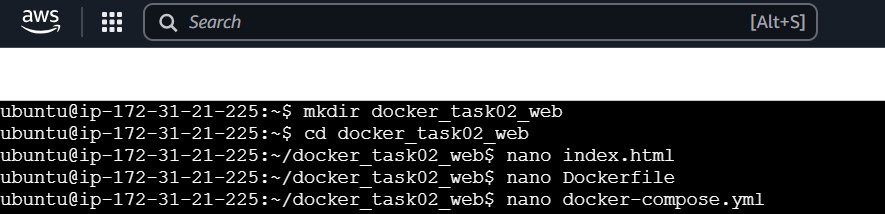 aws
Search [Alt+S]
ubuntu@ip-172-31-21-225:~$ mkdir docker_task02_web
ubuntu@ip-172-31-21-225:~$ cd docker_task02_web
ubuntu@ip-172-31-21-225:~/docker_task02_web$ nano index.html
ubuntu@ip-172-31-21-225:~/docker_task02_web$ nano Dockerfile
ubuntu@ip-172-31-21-225:~/docker_task02_web$ nano docker-compose.yml